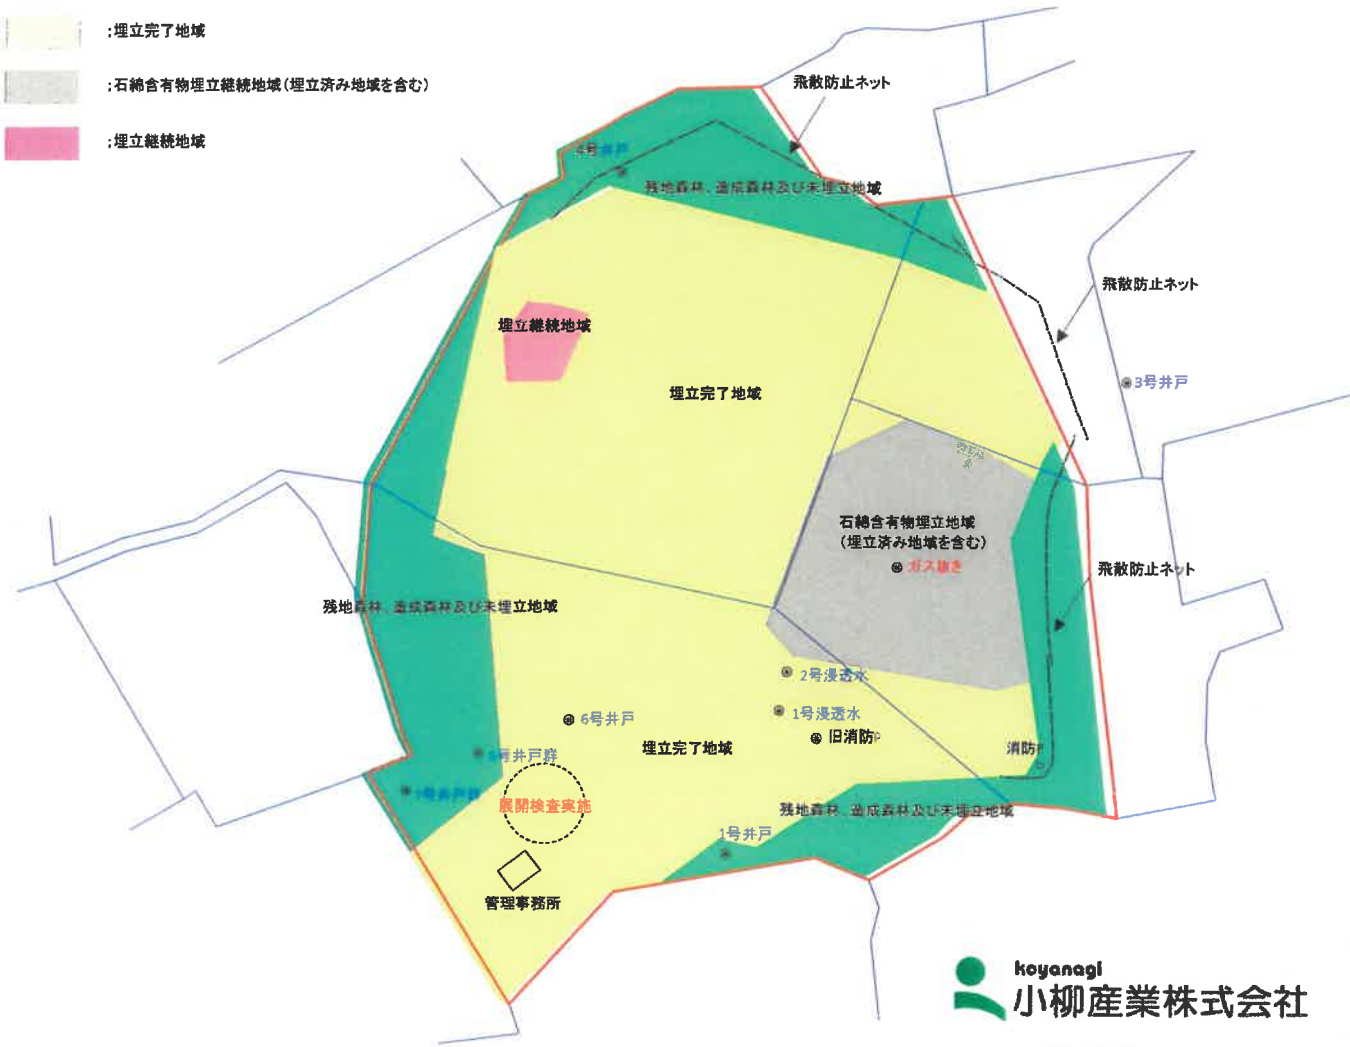 :埋立完了地域
:石綿含有物埋立継続地域(埋立済み地域を含む)
:埋立継続地域
飛散防止ネット
4号井戸
残地森林、造成森林及び未埋立地域
飛散防止ネット
埋立継続地域
3号井戸
埋立完了地域
石綿含有物埋立地域
(埋立済み地域を含む)
ガス抜き
飛散防止ネット
残地森林、造成森林及び未埋立地域
2号浸透水
1号浸透水
6号井戸
旧消防
埋立完了地域
消防
号井戸群
号井戸群
展開検査実施
残地森林、造成森林及び未埋立地域
1号井戸
管理事務所
koyanagi
小柳産業株式会社